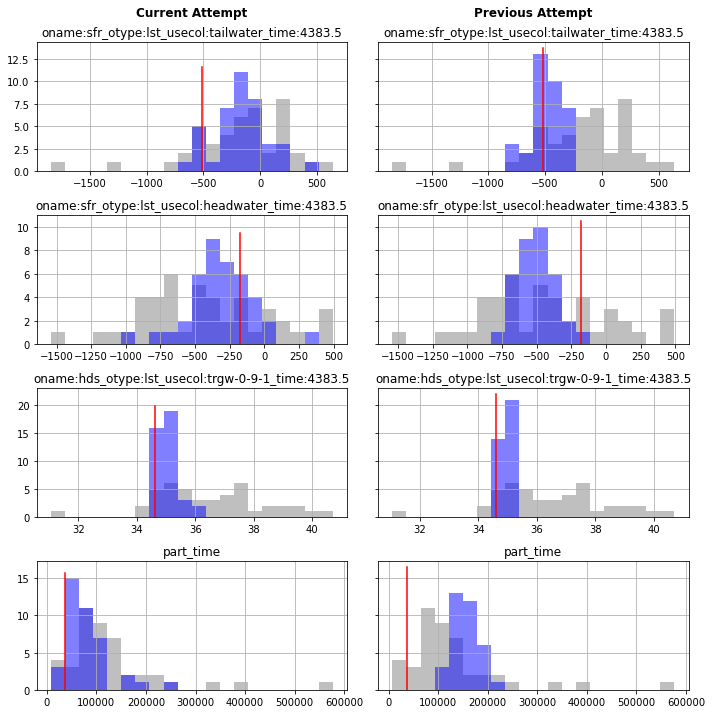 Current Attempt Previous Attempt
oname:sfr_otype:lst_usecol:tailwater_time:4383.5 oname:sfr_otype:lst_usecol:tailwater_time:4383.5
12.5
10.0
7.5
5.0
2.5
0.0
−1500 −1000 −500 0 500 −1500 −1000 −500 0 500
oname:sfr_otype:lst_usecol:headwater_time:4383.5 oname:sfr_otype:lst_usecol:headwater_time:4383.5
10
8
6
4
2
0
−1500 −1250 −1000 −750 −500 −250 0 250 500 −1500 −1250 −1000 −750 −500 −250 0 250 500
oname:hds_otype:lst_usecol:trgw-0-9-1_time:4383.5 oname:hds_otype:lst_usecol:trgw-0-9-1_time:4383.5
20
15
10
5
0
32 34 36 38 40 32 34 36 38 40
part_time part_time
15
10
5
0
0 100000 200000 300000 400000 500000 600000 0 100000 200000 300000 400000 500000 600000